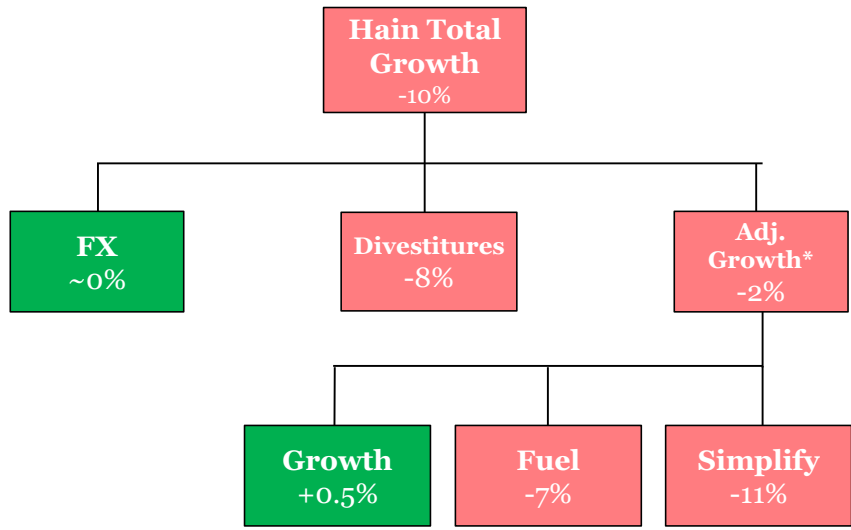 Hain Total
Growth
-10%
FX
~0%
Divestitures
-8%
Adj.
Growth*
-2%
Growth
+0.5%
Fuel
-7%
Simplify
-11%